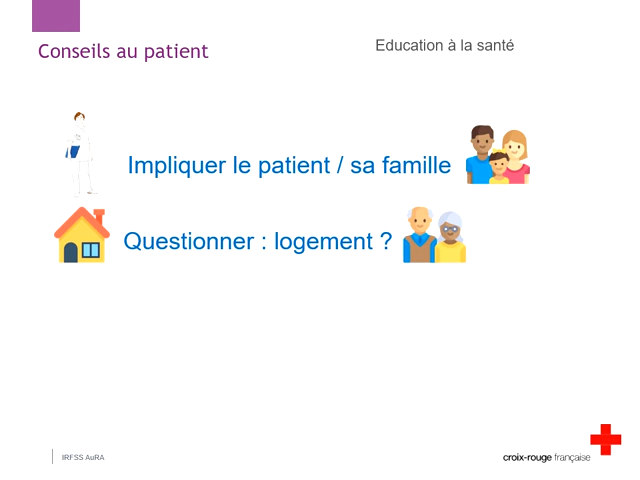 Conseils au patient
Education à la santé
Impliquer le patient / sa famille
Questionner : logement ?
IRFSS AuRA
croix-rouge française